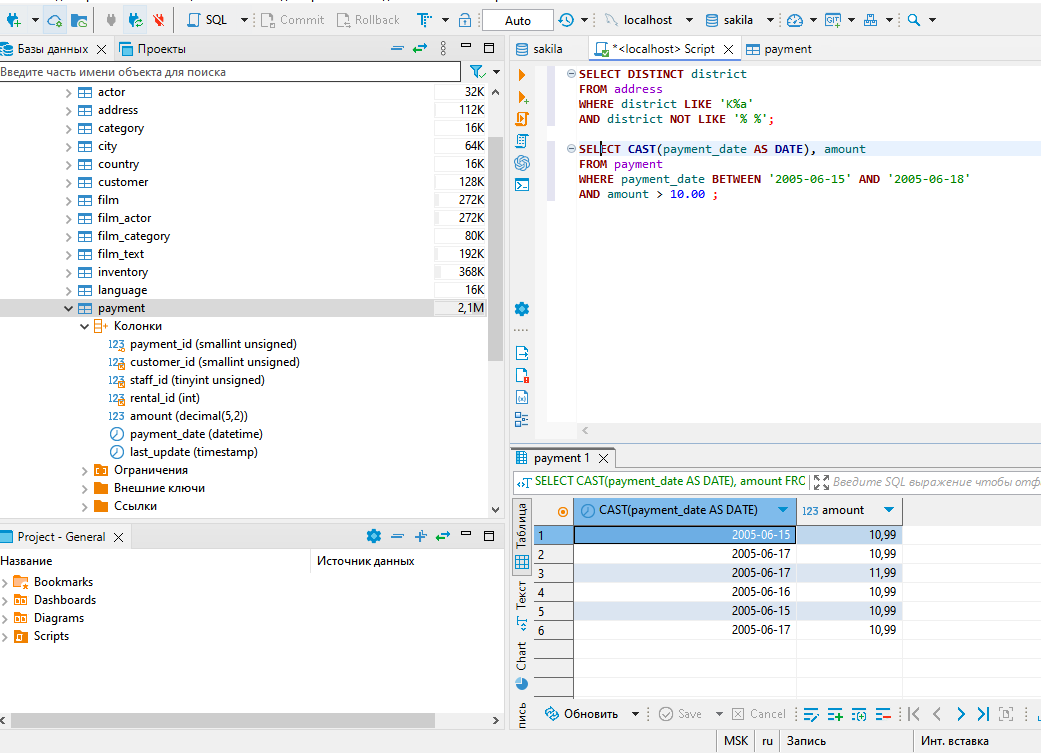 SQL Commit Rollback Auto localhost sakila
Базы данных Проекты
Введите часть имени объекта для поиска
actor 32K
address 112K
category 16K
city 64K
country 16K
customer 128K
film 272K
film_actor 272K
film_category 80K
film_text 192K
inventory 368K
language 16K
payment 2,1M
Колонки
123 payment_id (smallint unsigned)
123 customer_id (smallint unsigned)
123 staff_id (tinyint unsigned)
123 rental_id (int)
123 amount (decimal(5,2))
payment_date (datetime)
last_update (timestamp)
Ограничения
Внешние ключи
Ссылки
Project - General
Название Источник данных
Bookmarks
Dashboards
Diagrams
Scripts
sakila *<localhost> Script payment
SELECT DISTINCT district
FROM address
WHERE district LIKE 'K%a'
AND district NOT LIKE '% %';
SELECT CAST(payment_date AS DATE), amount
FROM payment
WHERE payment_date BETWEEN '2005-06-15' AND '2005-06-18'
AND amount > 10.00 ;
payment 1
SELECT CAST(payment_date AS DATE), amount FRC Введите SQL выражение чтобы отф
Таблица
Текст
Chart
пись
CAST(payment_date AS DATE) 123 amount
1 2005-06-15 10,99
2 2005-06-17 10,99
3 2005-06-17 11,99
4 2005-06-16 10,99
5 2005-06-15 10,99
6 2005-06-17 10,99
Обновить Save Cancel
MSK ru Запись Инт. вставка